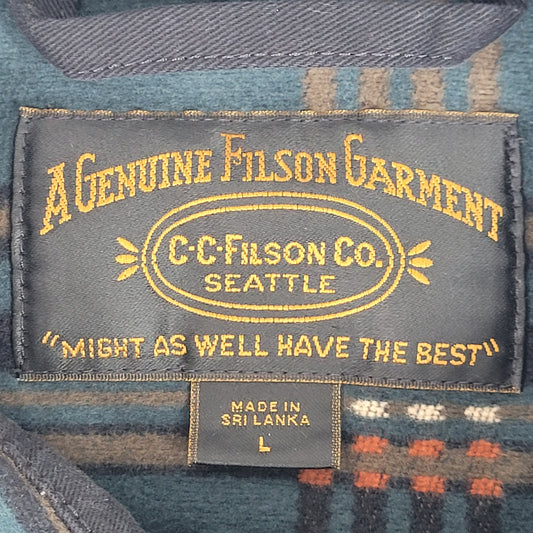 A GENUINE FILSON GARMENT
C·C·FILSON CO.
SEATTLE
"MIGHT AS WELL HAVE THE BEST"
MADE IN
SRI LANKA
L